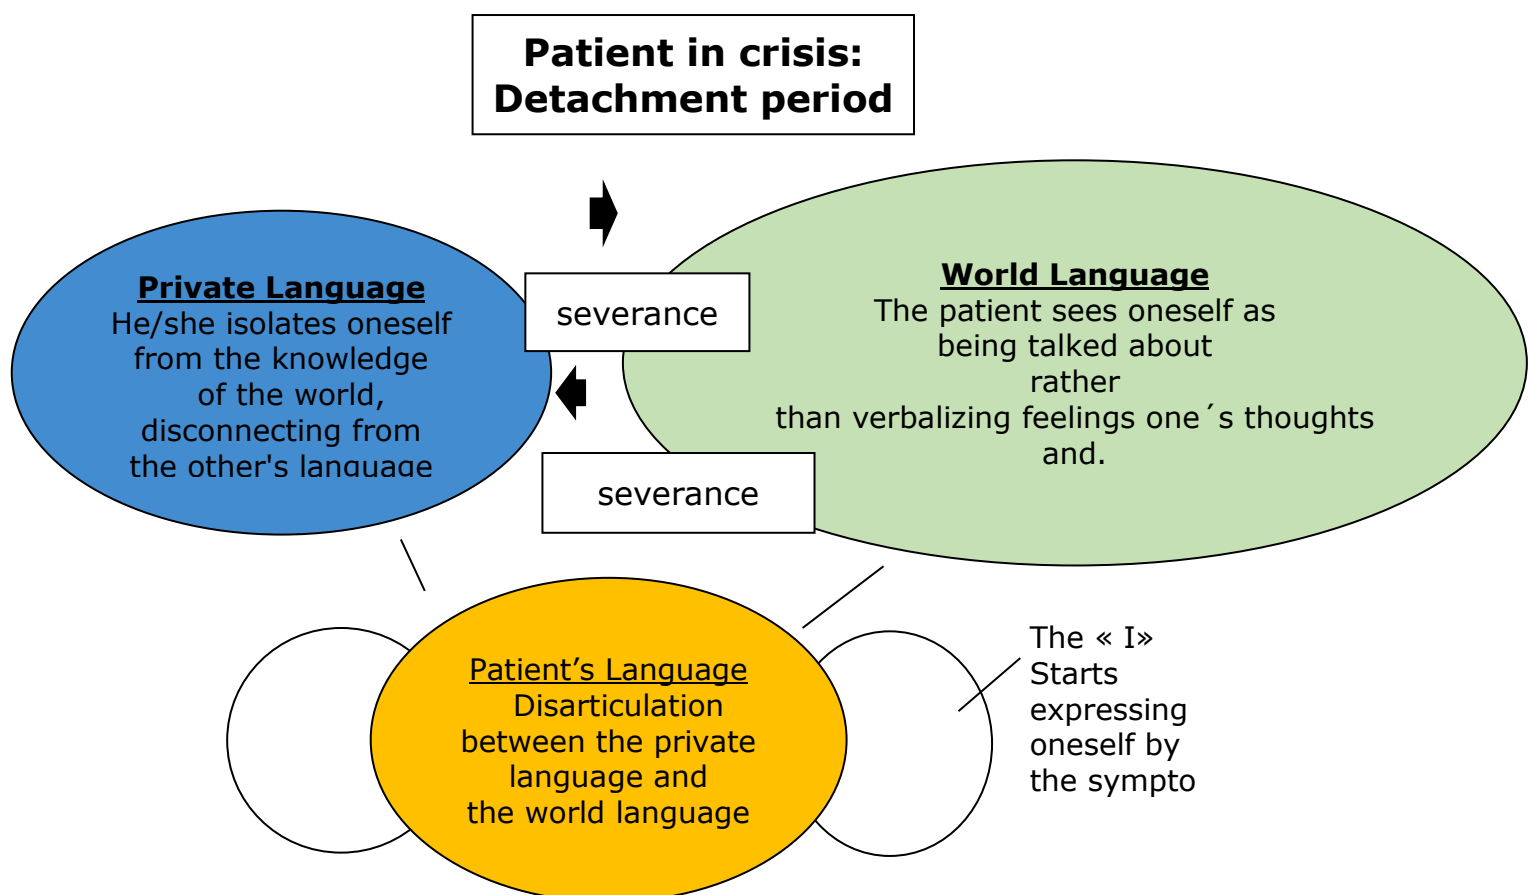 Patient in crisis:
Detachment period
Private Language
He/she isolates oneself
from the knowledge
of the world,
disconnecting from
the other's language
severance
World Language
The patient sees oneself as
being talked about
rather
than verbalizing feelings one´s thoughts
and.
severance
Patient’s Language
Disarticulation
between the private
language and
the world language
The « I»
Starts
expressing
oneself by
the sympto